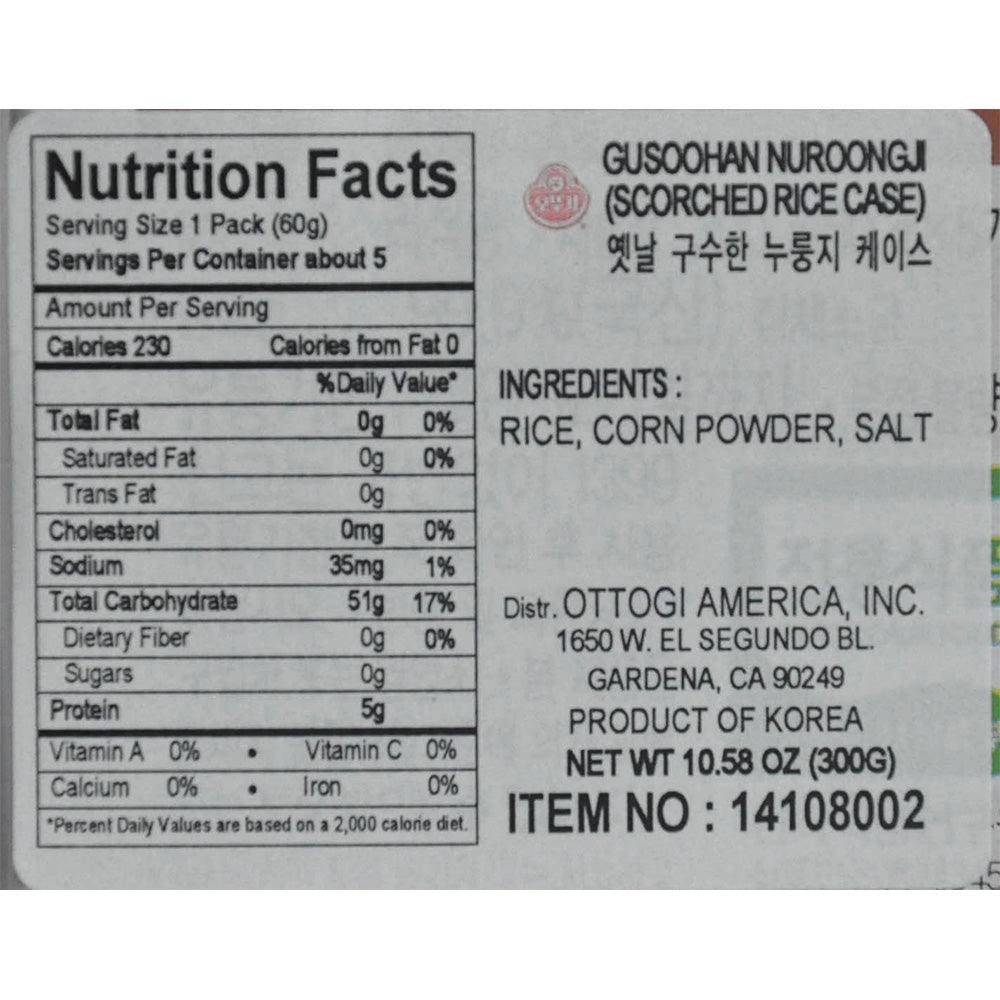 Nutrition Facts
Serving Size 1 Pack (60g)
Servings Per Container about 5
Amount Per Serving
Calories 230 Calories from Fat 0
% Daily Value*
Total Fat 0g 0%
Saturated Fat 0g 0%
Trans Fat 0g
Cholesterol 0mg 0%
Sodium 35mg 1%
Total Carbohydrate 51g 17%
Dietary Fiber 0g 0%
Sugars 0g
Protein 5g
Vitamin A 0% • Vitamin C 0%
Calcium 0% • Iron 0%
*Percent Daily Values are based on a 2,000 calorie diet.
오뚜기
GUSOOHAN NUROONGJI
(SCORCHED RICE CASE)
옛날 구수한 누룽지 케이스
INGREDIENTS :
RICE, CORN POWDER, SALT
Distr. OTTOGI AMERICA, INC.
1650 W. EL SEGUNDO BL.
GARDENA, CA 90249
PRODUCT OF KOREA
NET WT 10.58 OZ (300G)
ITEM NO : 14108002